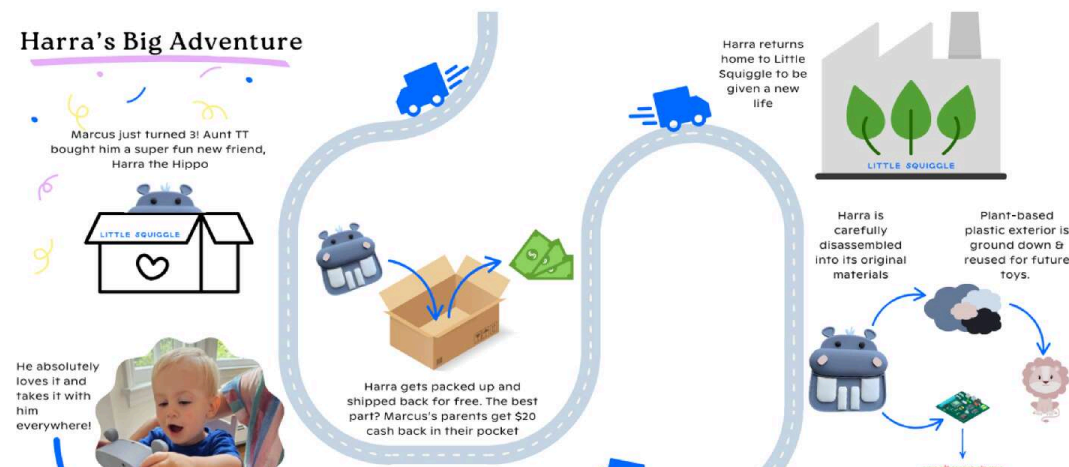 Harra's Big Adventure
Marcus just turned 3! Aunt TT
bought him a super fun new friend,
Harra the Hippo
LITTLE SQUIGGLE
He absolutely
loves it and
takes it with
him
everywhere!
Harra gets packed up and
shipped back for free. The best
part? Marcus's parents get $20
cash back in their pocket
Harra returns
home to Little
Squiggle to be
given a new
life
LITTLE SQUIGGLE
Harra is
carefully
disassembled
into its original
materials
Plant-based
plastic exterior is
ground down &
reused for future
toys.